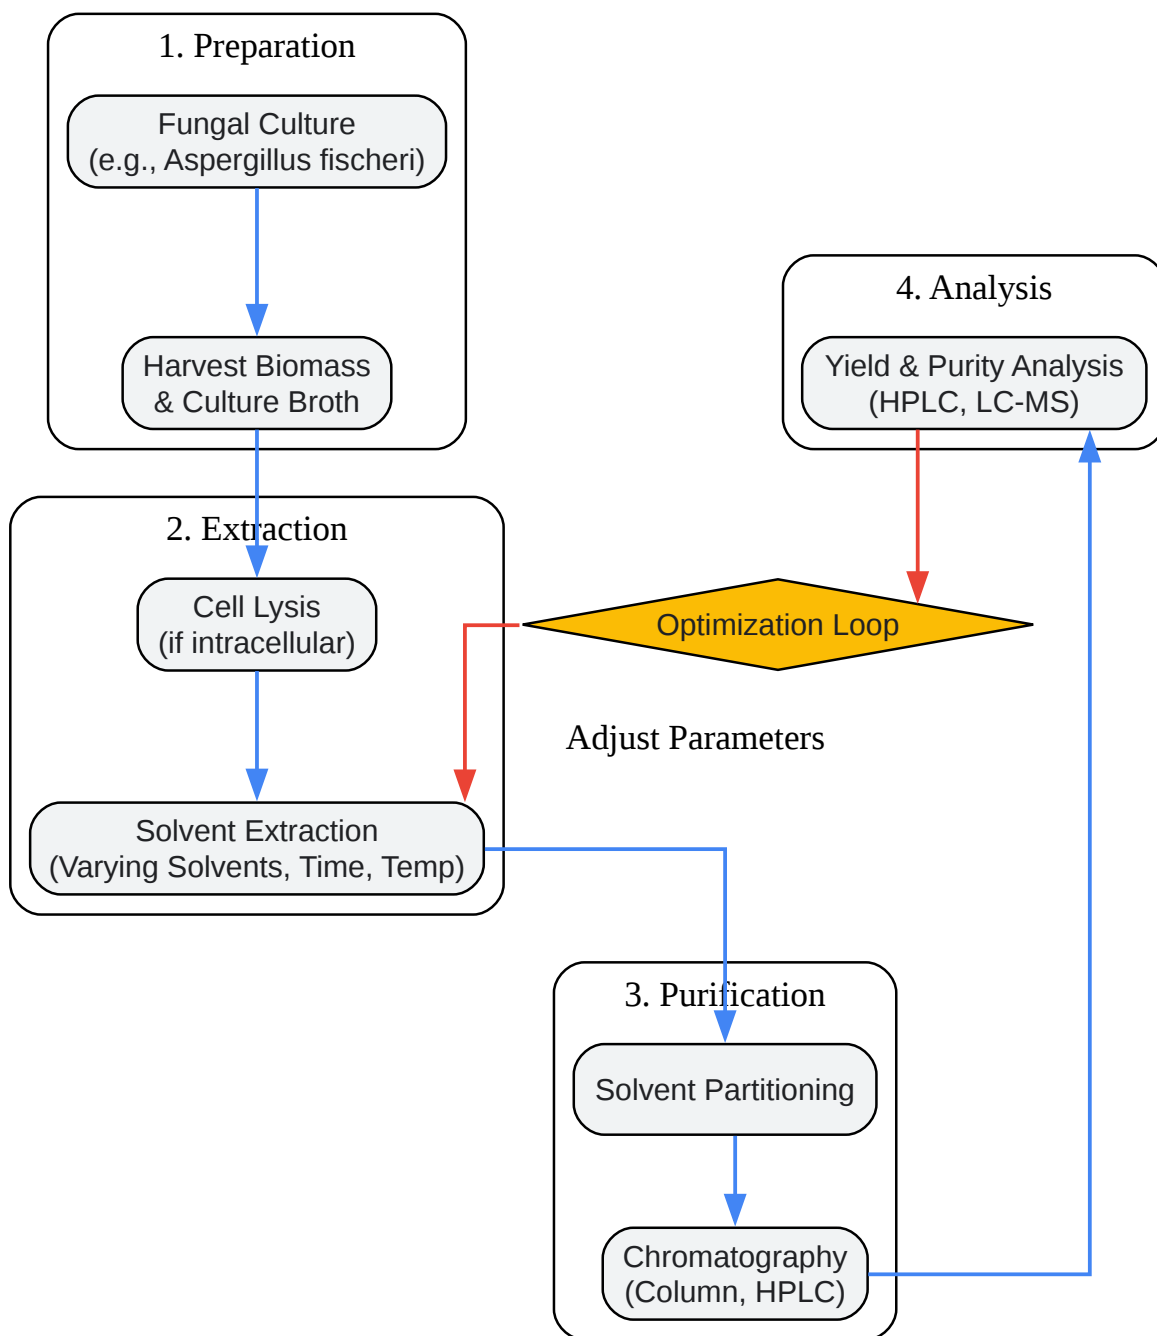 1. Preparation
Fungal Culture
(e.g., Aspergillus fischeri)
Harvest Biomass
& Culture Broth
2. Extraction
Cell Lysis
(if intracellular)
Solvent Extraction
(Varying Solvents, Time, Temp)
3. Purification
Solvent Partitioning
Chromatography
(Column, HPLC)
4. Analysis
Yield & Purity Analysis
(HPLC, LC-MS)
Optimization Loop
Adjust Parameters